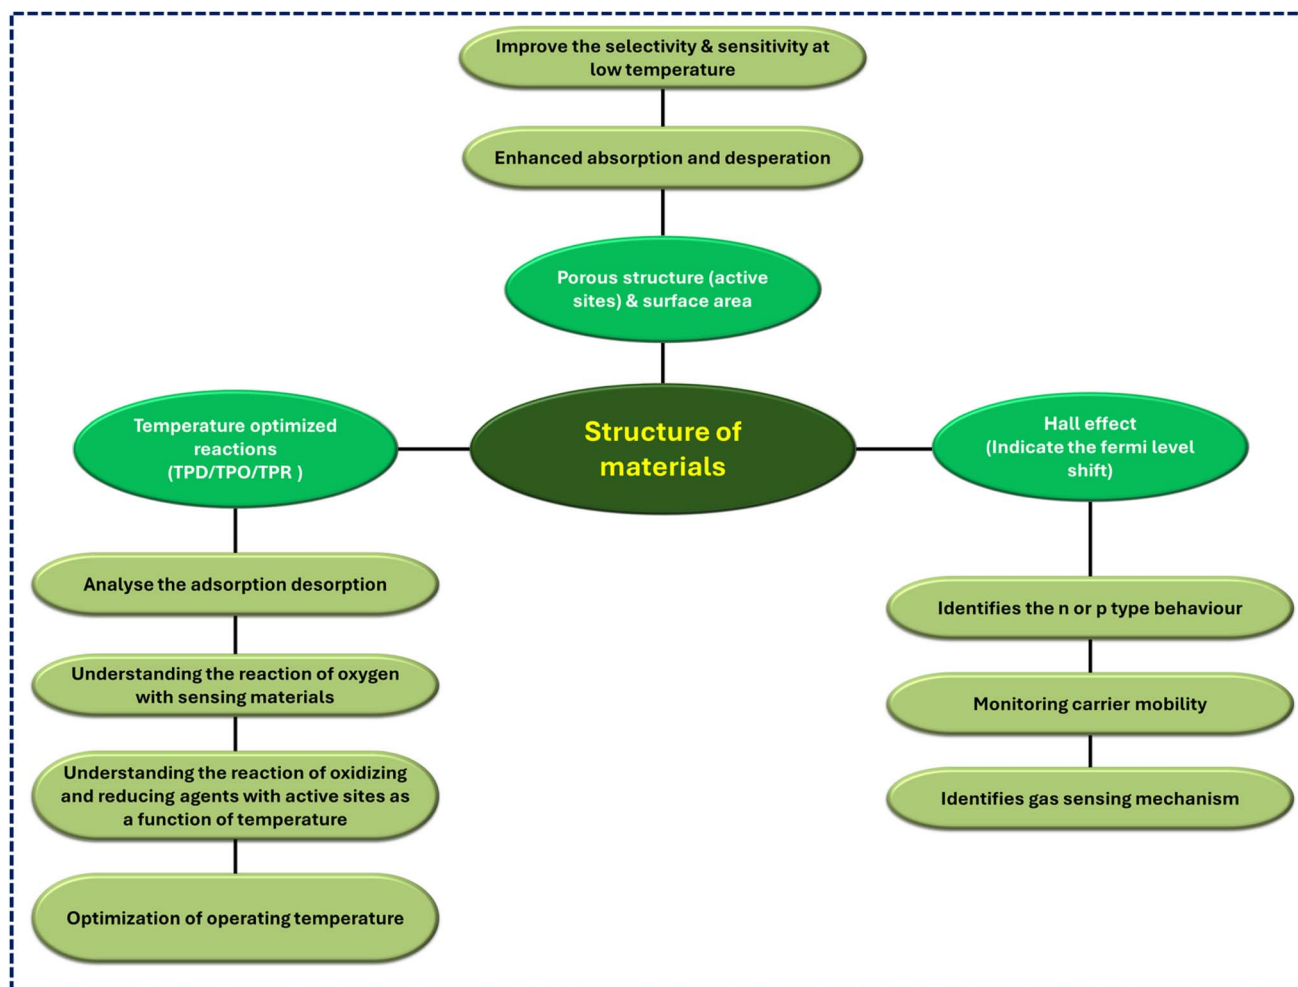 Improve the selectivity & sensitivity at
low temperature
Enhanced absorption and desperation
Porous structure (active
sites) & surface area
Structure of
materials
Temperature optimized
reactions
(TPD/TPO/TPR )
Analyse the adsorption desorption
Understanding the reaction of oxygen
with sensing materials
Understanding the reaction of oxidizing
and reducing agents with active sites as
a function of temperature
Optimization of operating temperature
Hall effect
(Indicate the fermi level
shift)
Identifies the n or p type behaviour
Monitoring carrier mobility
Identifies gas sensing mechanism